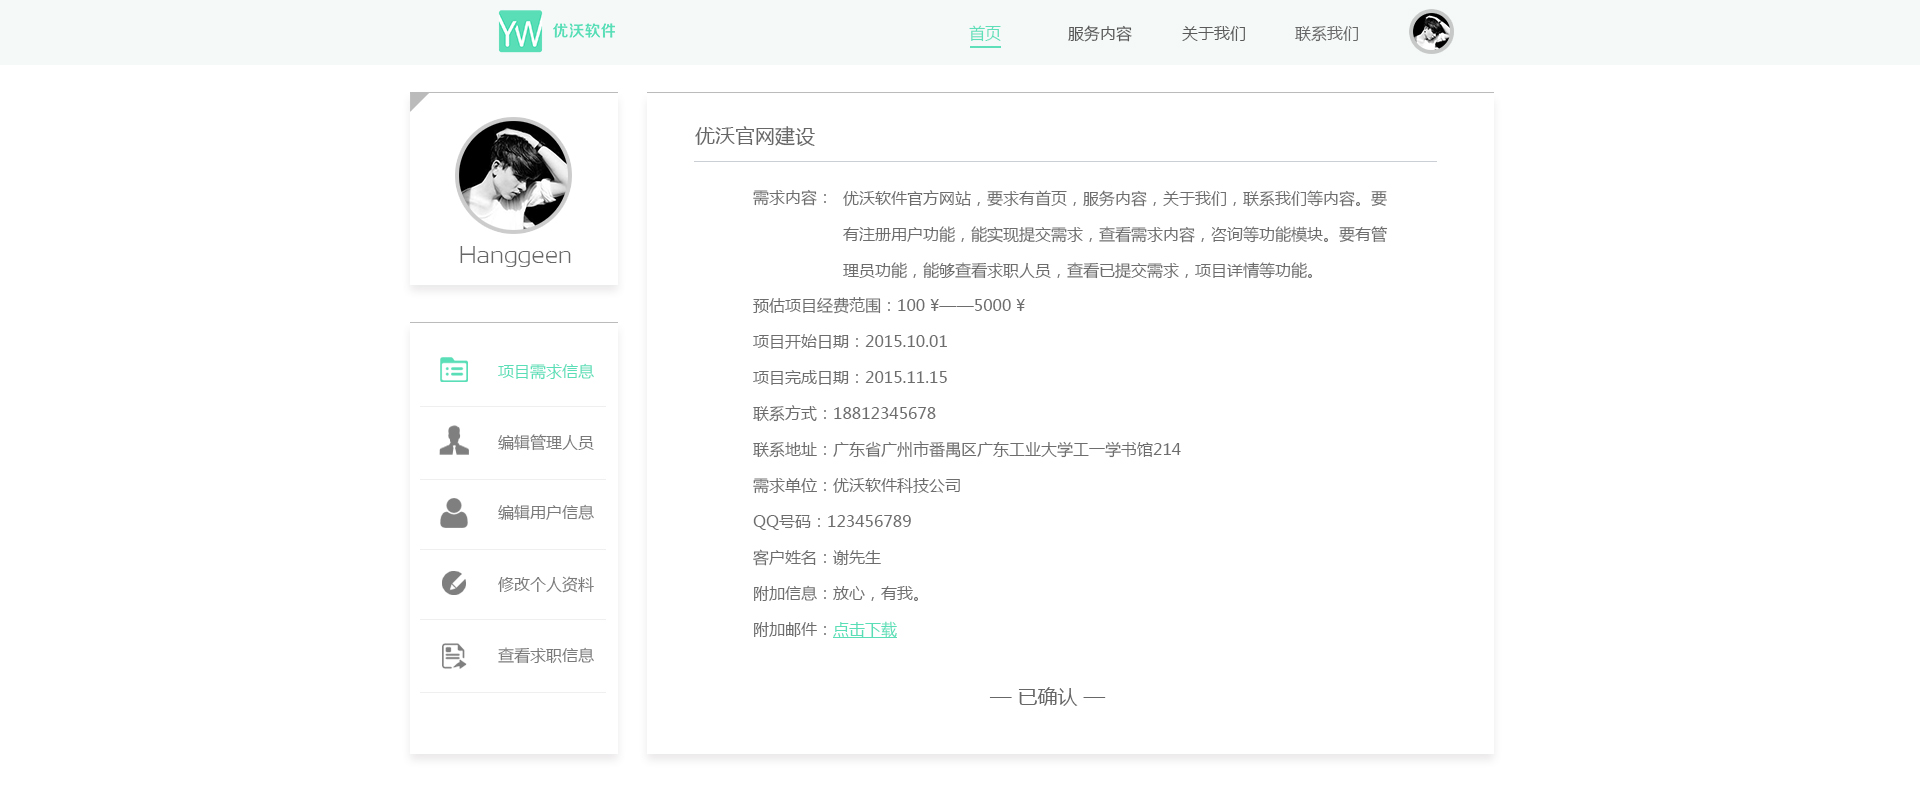 YW 优沃软件
首页 服务内容 关于我们 联系我们
Hanggeen
项目需求信息
编辑管理人员
编辑用户信息
修改个人资料
查看求职信息
优沃官网建设
需求内容： 优沃软件官方网站，要求有首页，服务内容，关于我们，联系我们等内容。要
有注册用户功能，能实现提交需求，查看需求内容，咨询等功能模块。要有管
理员功能，能够查看求职人员，查看已提交需求，项目详情等功能。
预估项目经费范围：100 ¥——5000 ¥
项目开始日期：2015.10.01
项目完成日期：2015.11.15
联系方式：18812345678
联系地址：广东省广州市番禺区广东工业大学工一学书馆214
需求单位：优沃软件科技公司
QQ号码：123456789
客户姓名：谢先生
附加信息：放心，有我。
附加邮件：点击下载
— 已确认 —